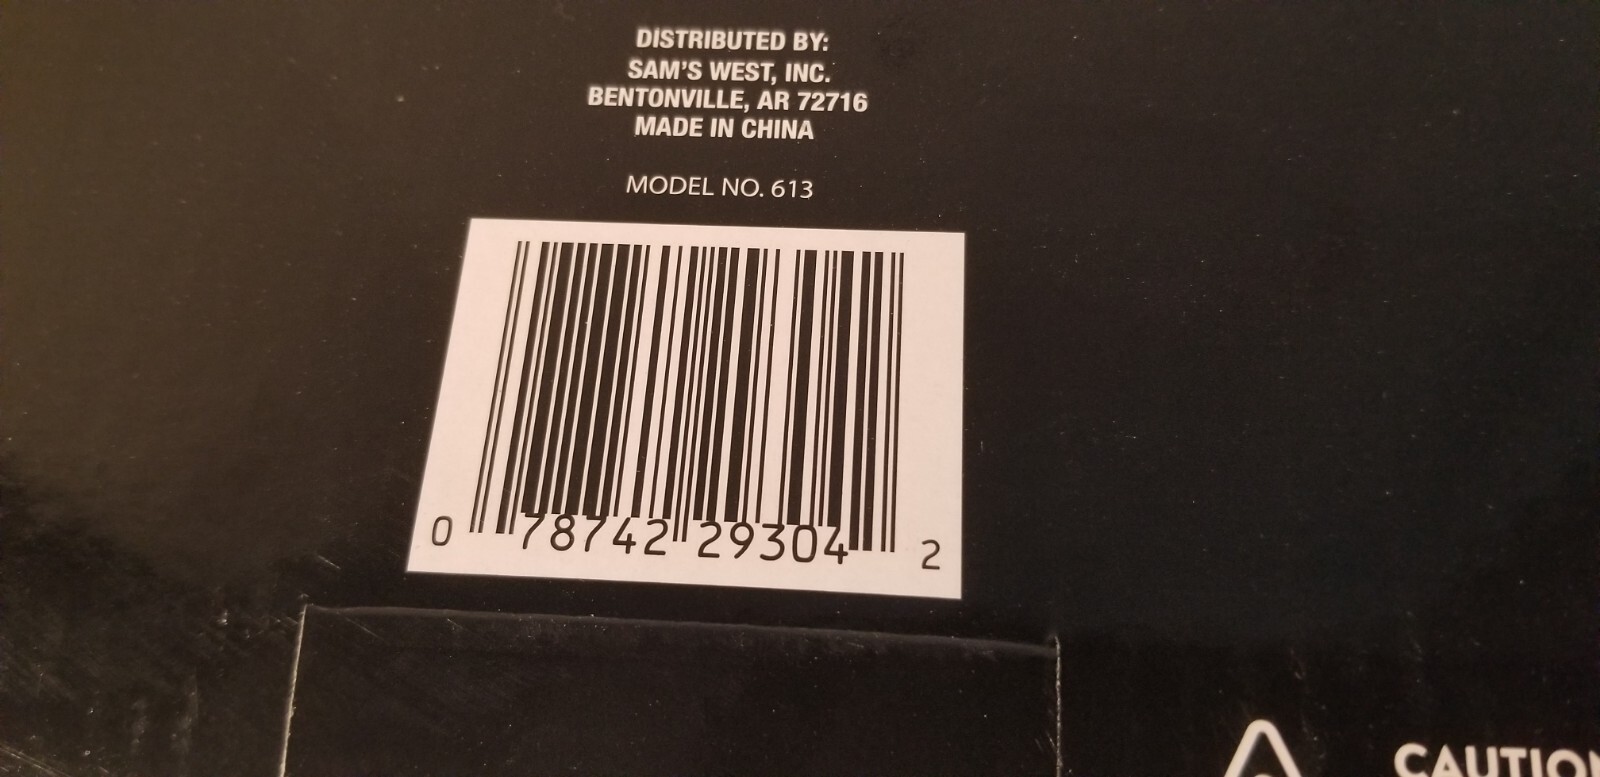 DISTRIBUTED BY:
SAM'S WEST, INC.
BENTONVILLE, AR 72716
MADE IN CHINA
MODEL NO. 613
0 78742 29304 2
CAUTION